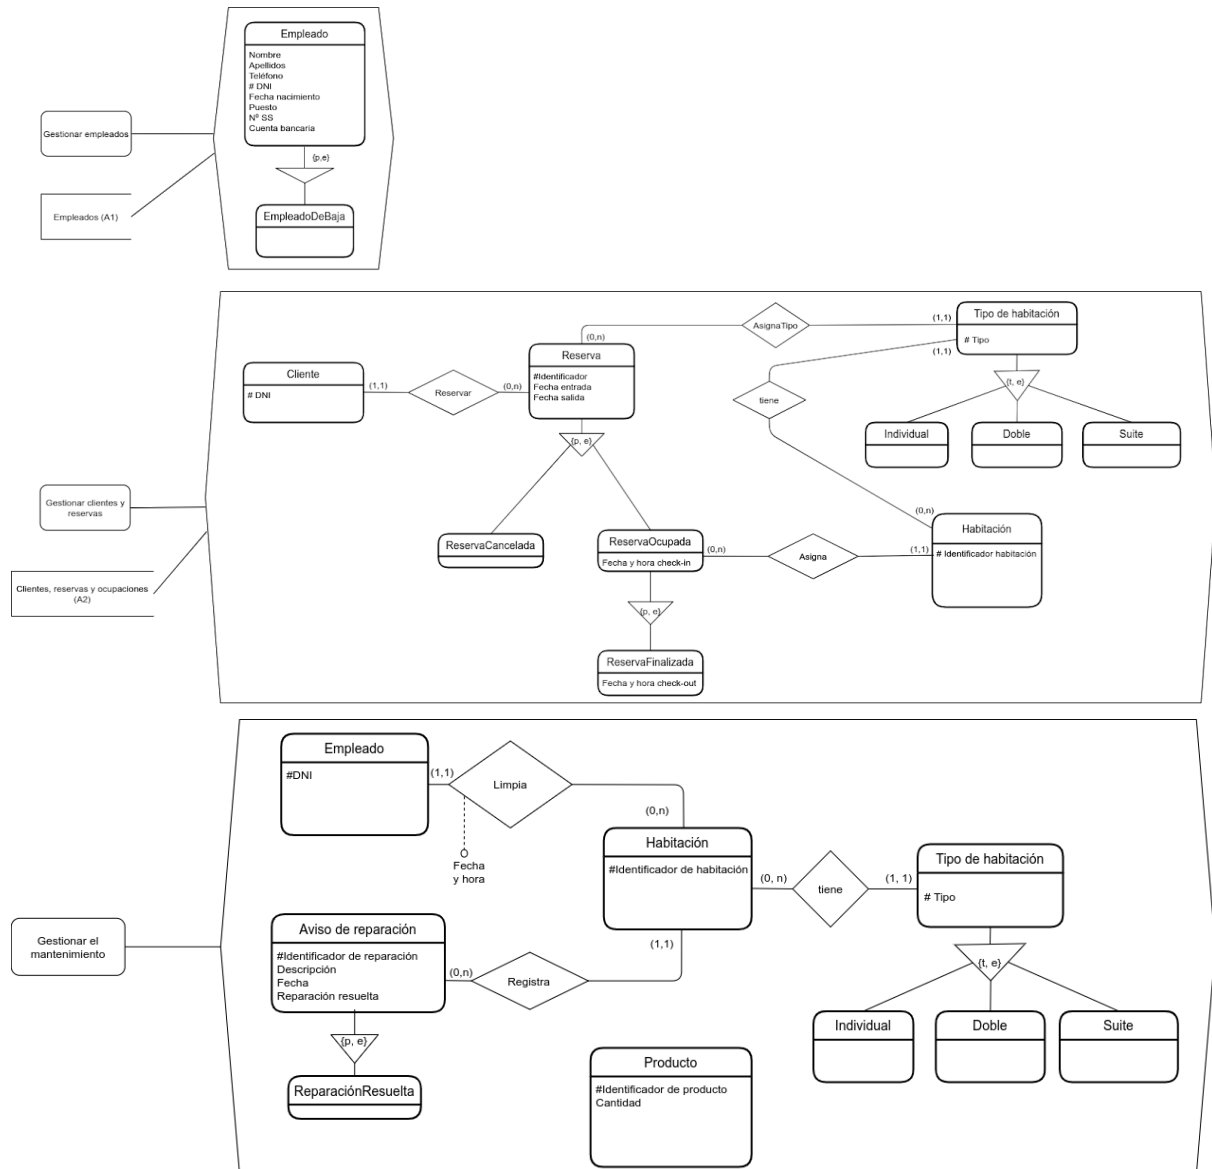 Empleado
Nombre
Apellidos
Teléfono
# DNI
Fecha nacimiento
Puesto
Nº SS
Cuenta bancaria
{p,e}
EmpleadoDeBaja
Gestionar empleados
Empleados (A1)
Gestionar clientes y
reservas
Clientes, reservas y ocupaciones
(A2)
Cliente
# DNI
(1,1)
Reservar
(0,n)
Reserva
#Identificador
Fecha entrada
Fecha salida
(0,n)
AsignaTipo
(1,1)
Tipo de habitación
# Tipo
(1,1)
{t, e}
Individual
Doble
Suite
tiene
(0,n)
{p, e}
ReservaCancelada
ReservaOcupada
Fecha y hora check-in
(0,n)
Asigna
(1,1)
Habitación
# Identificador habitación
{p, e}
ReservaFinalizada
Fecha y hora check-out
Gestionar el
mantenimiento
Empleado
#DNI
(1,1)
Limpia
Fecha
y hora
(0,n)
Habitación
#Identificador de habitación
(0, n)
tiene
(1, 1)
Tipo de habitación
# Tipo
{t, e}
Individual
Doble
Suite
(1,1)
Registra
(0,n)
Aviso de reparación
#Identificador de reparación
Descripción
Fecha
Reparación resuelta
{p, e}
ReparaciónResuelta
Producto
#Identificador de producto
Cantidad